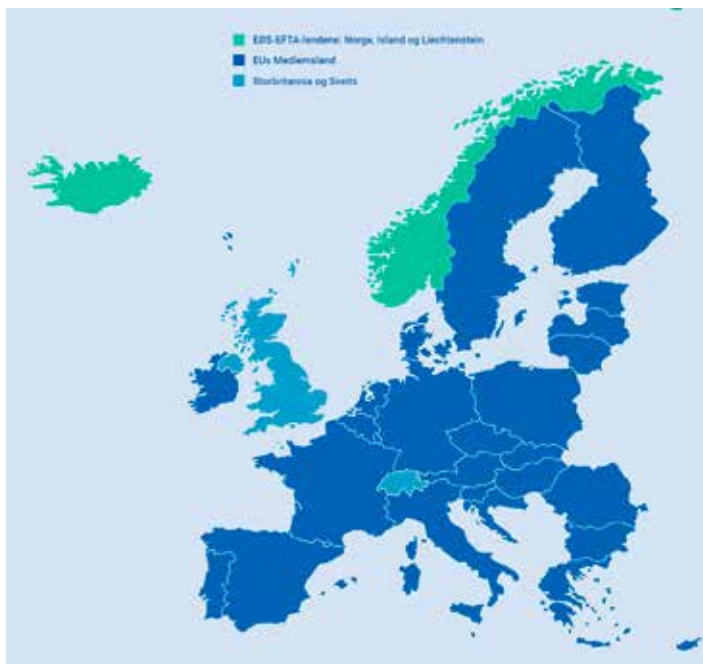 EØS-EFTA-landene: Norge, Island og Liechtenstein
EUs Medlemsland
Storbritannia og Sveits